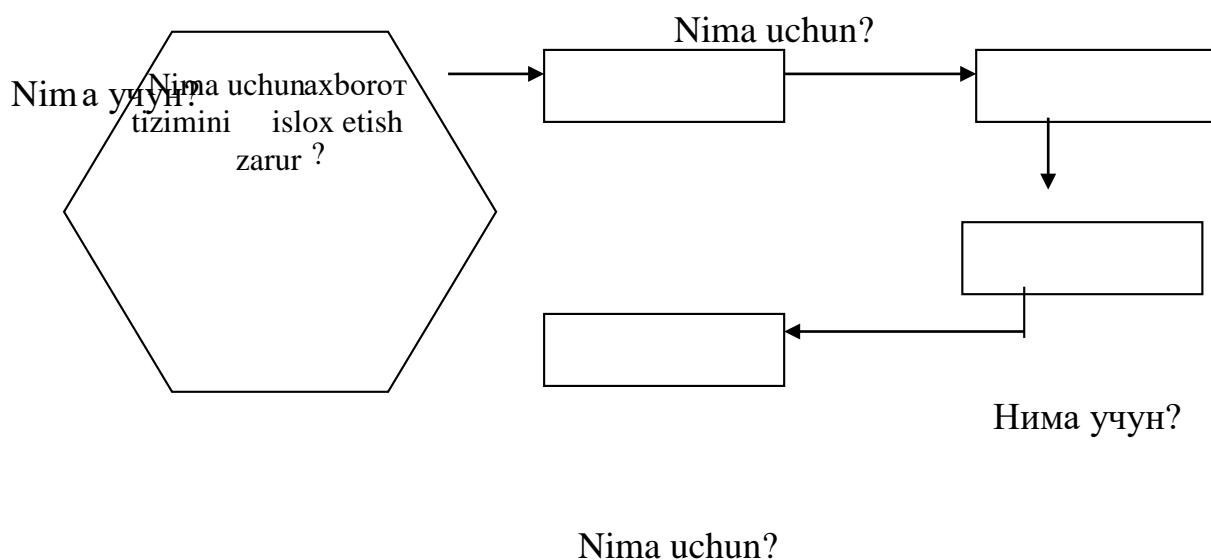 Nima uchun?
Nima учун?
Nima uchunaxborот
tizimini islox etish
zarur ?
Нима учун?
Nima uchun?